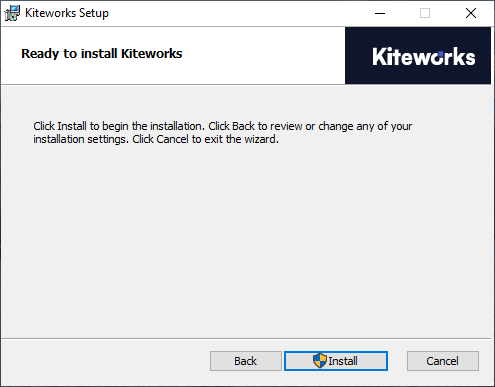 Kiteworks Setup
Ready to install Kiteworks
Kiteworks
Click Install to begin the installation. Click Back to review or change any of your
installation settings. Click Cancel to exit the wizard.
Back
Install
Cancel